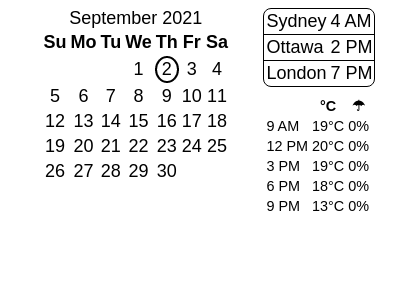 September 2021
Su Mo Tu We Th Fr Sa
1 2 3 4
5 6 7 8 9 10 11
12 13 14 15 16 17 18
19 20 21 22 23 24 25
26 27 28 29 30
Sydney 4 AM
Ottawa 2 PM
London 7 PM
°C ☂
9 AM 19°C 0%
12 PM 20°C 0%
3 PM 19°C 0%
6 PM 18°C 0%
9 PM 13°C 0%